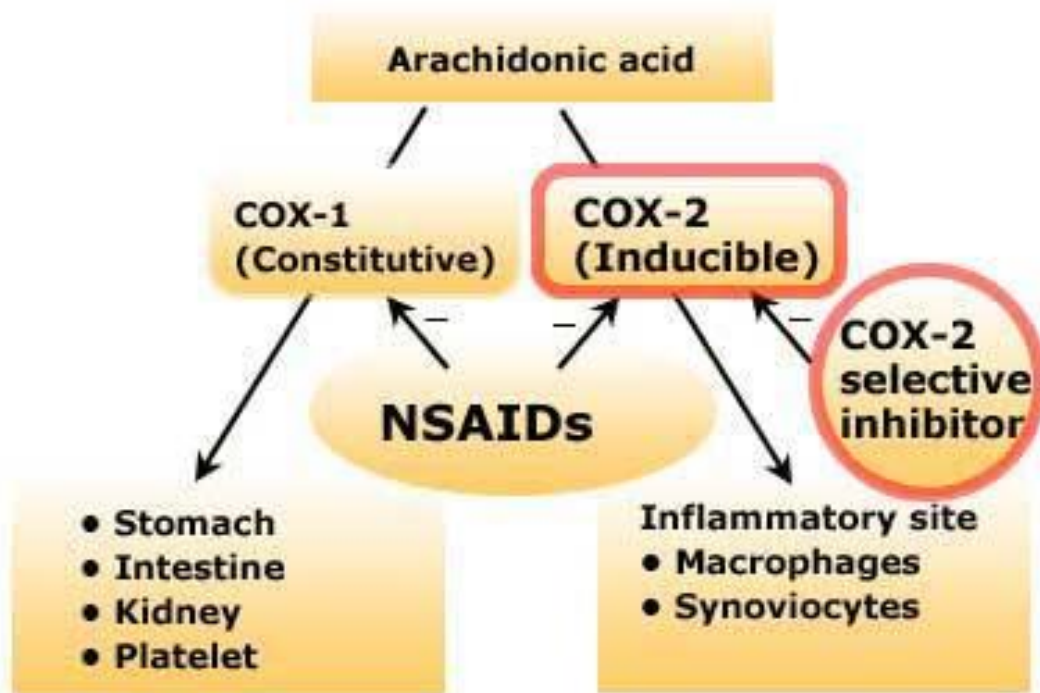 Arachidonic acid
COX-1
(Constitutive)
COX-2
(Inducible)
–
–
–
COX-2
selective
inhibitor
NSAIDs
• Stomach
• Intestine
• Kidney
• Platelet
Inflammatory site
• Macrophages
• Synoviocytes